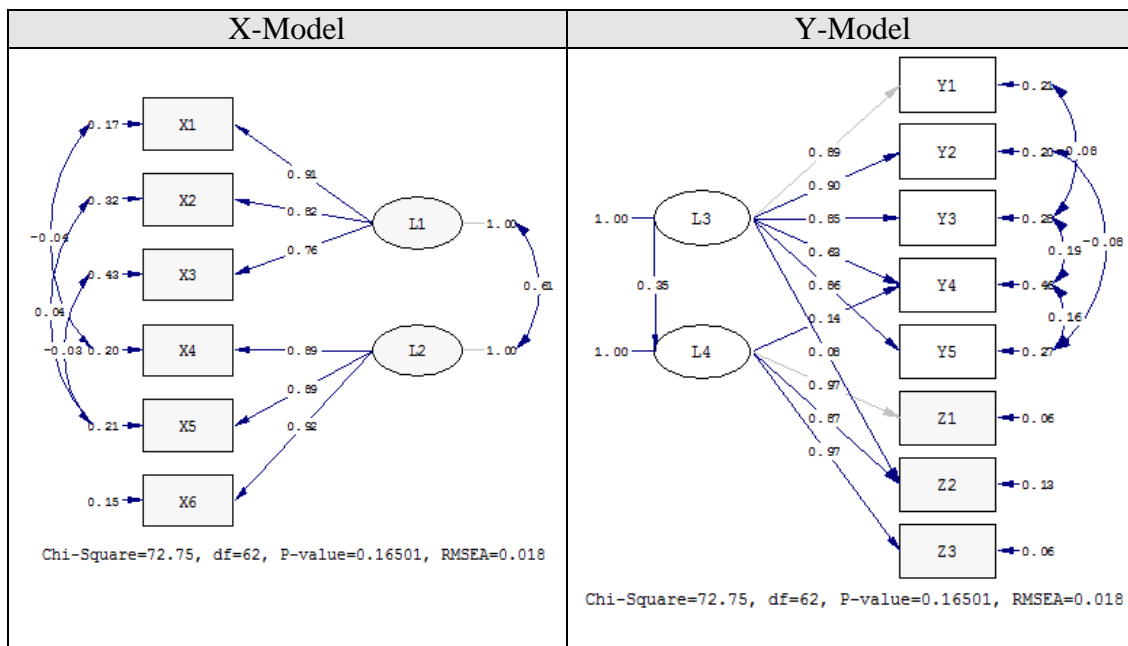 X-Model
0.17 X1
0.91
0.32 X2
0.82
L1 1.00
-0.04
0.76
0.43 X3
0.61
0.04
-0.03
0.20 X4
0.89
L2 1.00
0.89
0.21 X5
0.92
0.15 X6
Chi-Square=72.75, df=62, P-value=0.16501, RMSEA=0.018
Y-Model
Y1 0.21
0.89
Y2 0.20
-0.08
0.90
1.00 L3
0.85
Y3 0.28
0.63
0.19
-0.08
0.35
0.86
Y4 0.46
0.14
0.16
1.00 L4
0.08
Y5 0.27
0.97
0.87
Z1 0.06
0.97
Z2 0.13
Z3 0.06
Chi-Square=72.75, df=62, P-value=0.16501, RMSEA=0.018